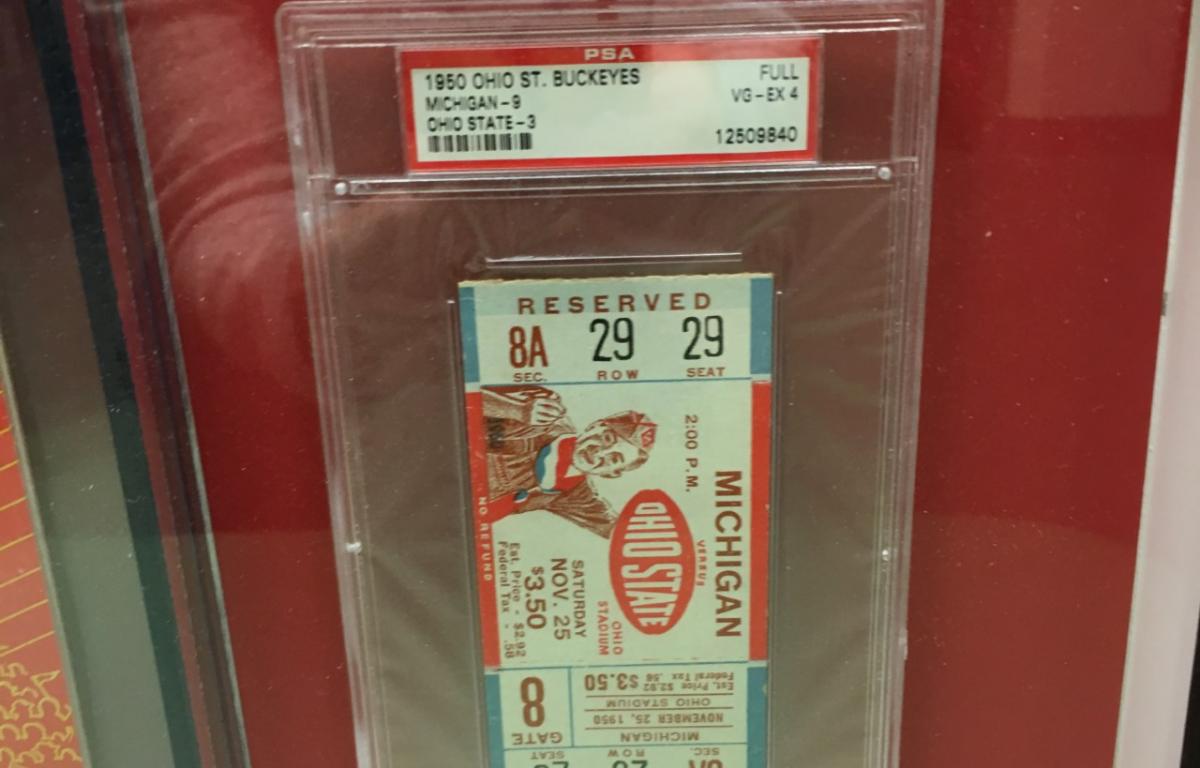 PSA
1950 OHIO ST. BUCKEYES FULL
MICHIGAN-9 VG-EX 4
OHIO STATE-3
12509840
RESERVED
8A 29 29
SEC. ROW SEAT
MICHIGAN
VERSUS
2:00 P.M.
OHIO STATE
OHIO
STADIUM
SATURDAY
NOV. 25
$3.50
Est. Price - $2.92
Federal Tax - .58
NO REFUND
GATE
8
MICHIGAN
NOVEMBER 25, 1950
OHIO STADIUM
Est. Price $2.92
Federal Tax .58 $3.50
SEC. ROW SEAT